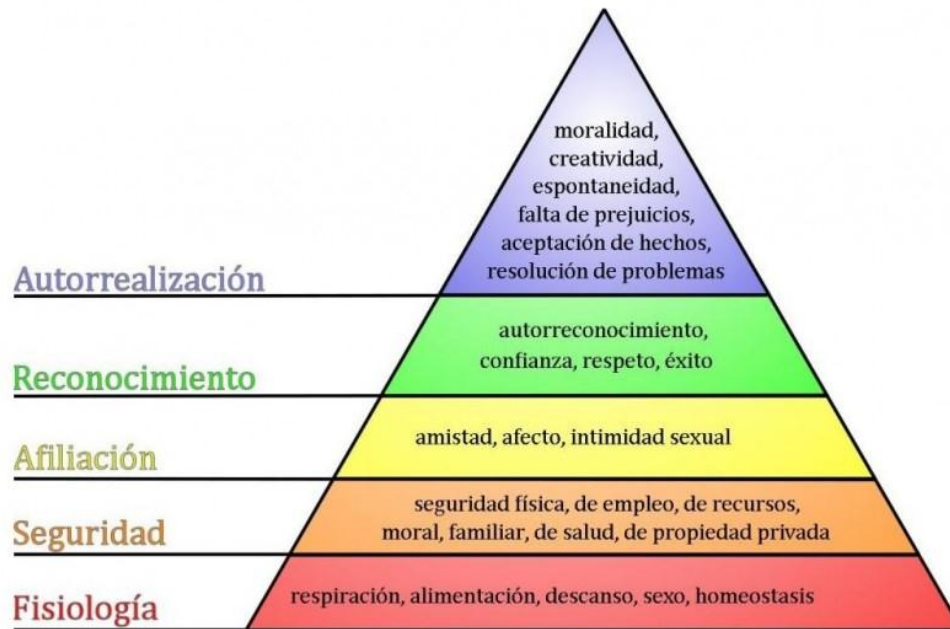 moralidad,
creatividad,
espontaneidad,
falta de prejuicios,
aceptación de hechos,
resolución de problemas
Autorrealización
autorreconocimiento,
confianza, respeto, éxito
Reconocimiento
amistad, afecto, intimidad sexual
Afiliación
seguridad física, de empleo, de recursos,
moral, familiar, de salud, de propiedad privada
Seguridad
respiración, alimentación, descanso, sexo, homeostasis
Fisiología